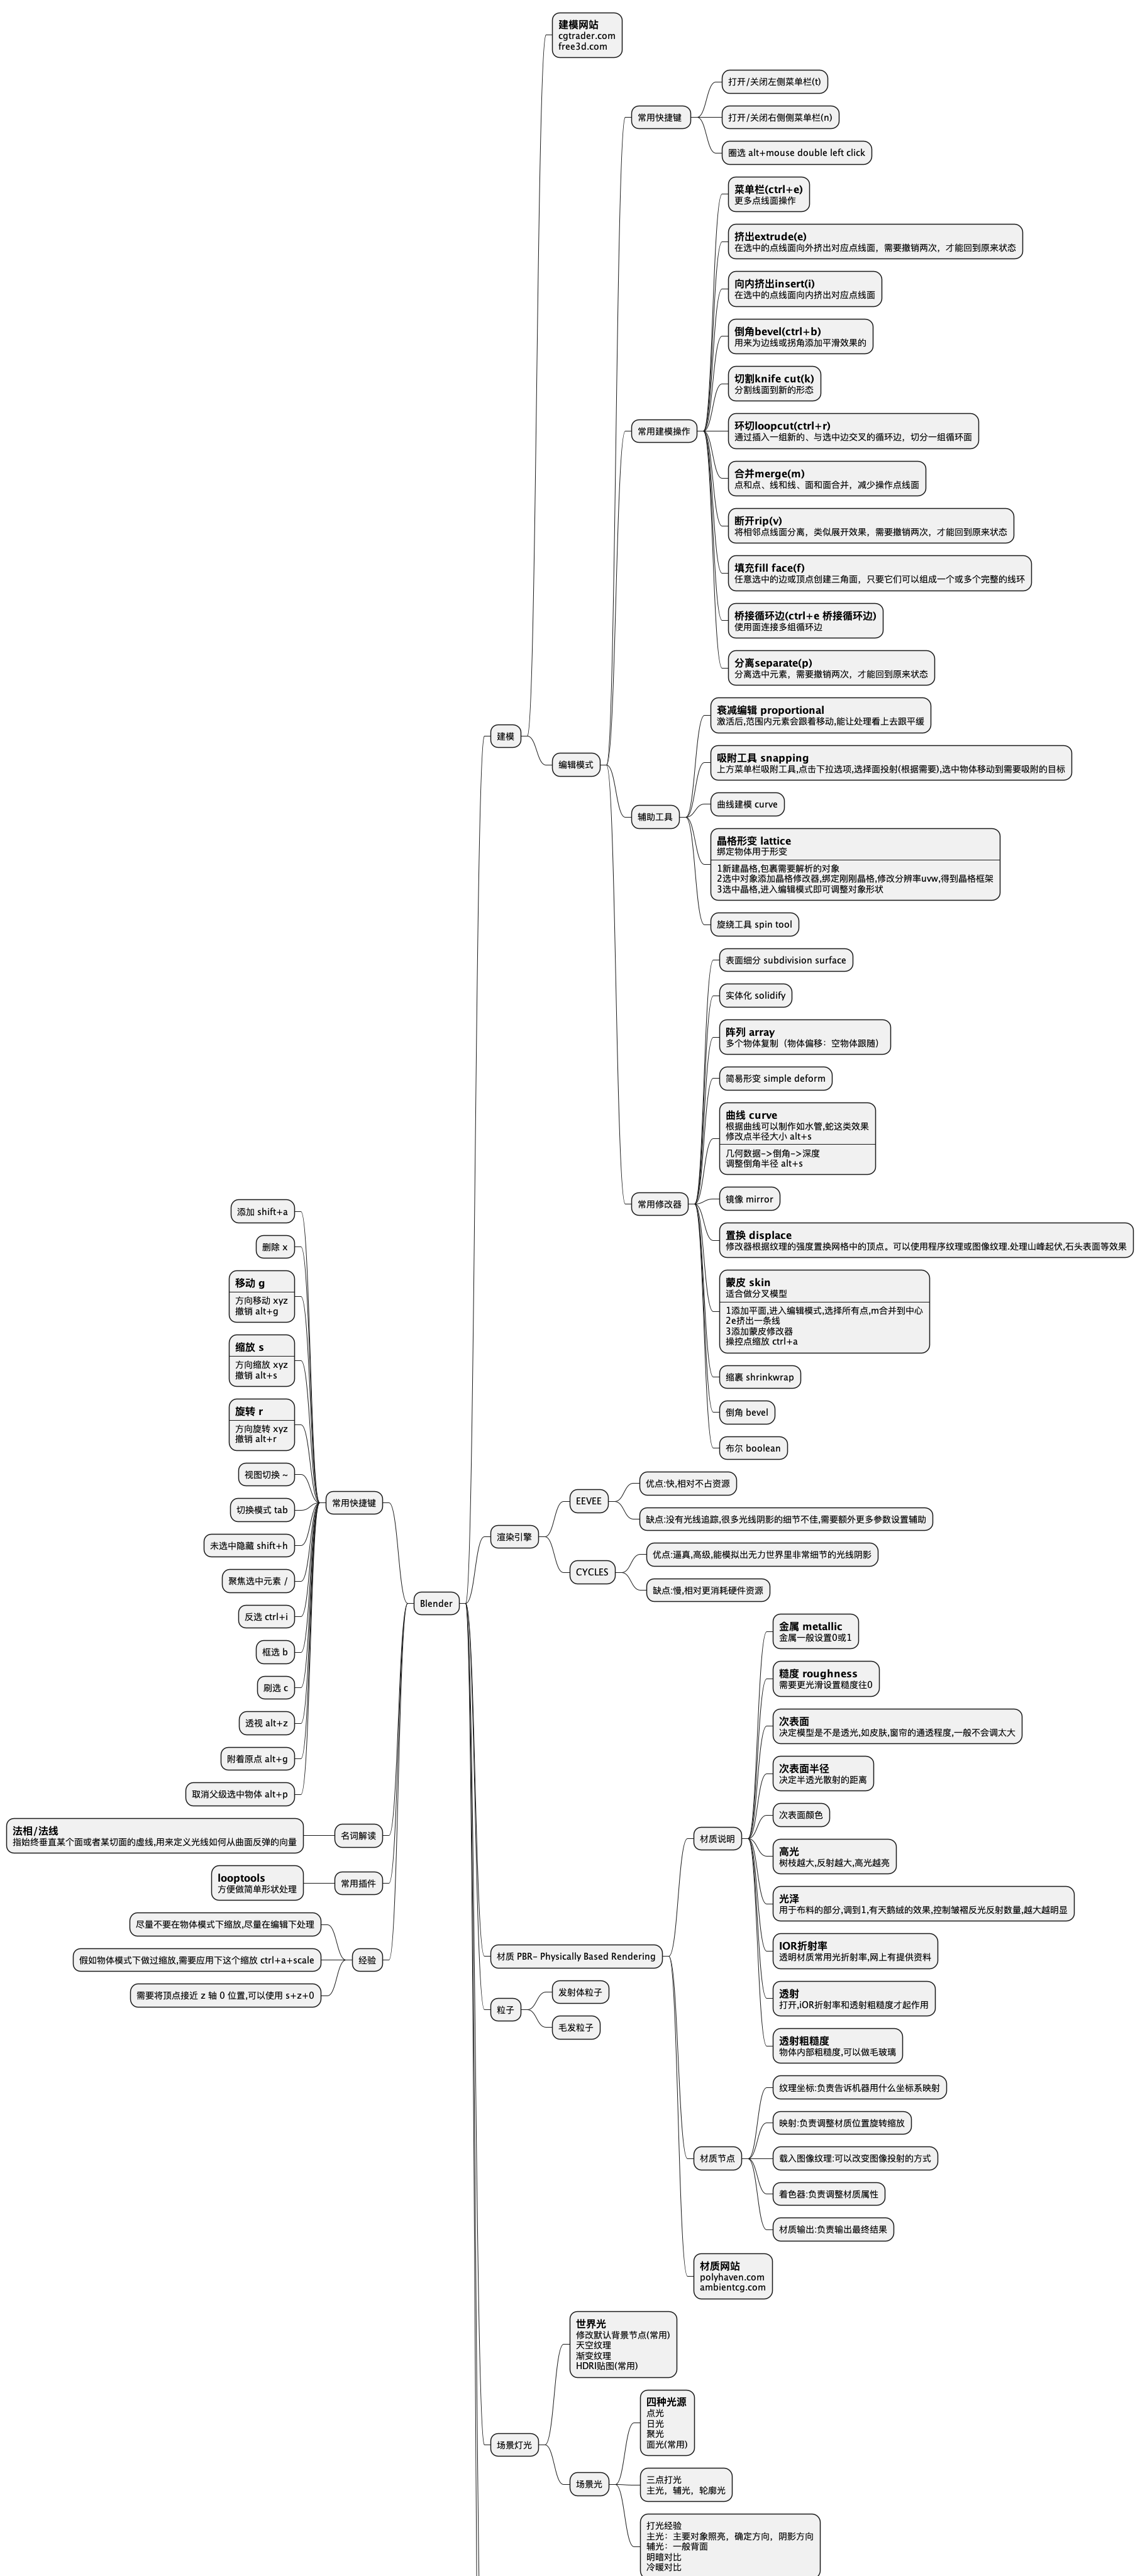 建模网站
cgtrader.com
free3d.com
打开/关闭左侧菜单栏(t)
常用快捷键
打开/关闭右侧侧菜单栏(n)
圈选 alt+mouse double left click
菜单栏(ctrl+e)
更多点线面操作
挤出extrude(e)
在选中的点线面向外挤出对应点线面，需要撤销两次，才能回到原来状态
向内挤出insert(i)
在选中的点线面向内挤出对应点线面
倒角bevel(ctrl+b)
用来为边线或拐角添加平滑效果的
切割knife cut(k)
分割线面到新的形态
常用建模操作
环切loopcut(ctrl+r)
通过插入一组新的、与选中边交叉的循环边，切分一组循环面
合并merge(m)
点和点、线和线、面和面合并，减少操作点线面
断开rip(v)
将相邻点线面分离，类似展开效果，需要撤销两次，才能回到原来状态
填充fill face(f)
任意选中的边或顶点创建三角面，只要它们可以组成一个或多个完整的线环
桥接循环边(ctrl+e 桥接循环边)
使用面连接多组循环边
分离separate(p)
分离选中元素，需要撤销两次，才能回到原来状态
建模
编辑模式
衰减编辑 proportional
激活后,范围内元素会跟着移动,能让处理看上去跟平缓
吸附工具 snapping
上方菜单栏吸附工具,点击下拉选项,选择面投射(根据需要),选中物体移动到需要吸附的目标
辅助工具
曲线建模 curve
晶格形变 lattice
绑定物体用于形变
1新建晶格,包裹需要解析的对象
2选中对象添加晶格修改器,绑定刚刚晶格,修改分辨率uvw,得到晶格框架
3选中晶格,进入编辑模式即可调整对象形状
旋绕工具 spin tool
表面细分 subdivision surface
实体化 solidify
阵列 array
多个物体复制（物体偏移：空物体跟随）
简易形变 simple deform
曲线 curve
根据曲线可以制作如水管,蛇这类效果
修改点半径大小 alt+s
几何数据->倒角->深度
调整倒角半径 alt+s
常用修改器
镜像 mirror
置换 displace
修改器根据纹理的强度置换网格中的顶点。可以使用程序纹理或图像纹理.处理山峰起伏,石头表面等效果
蒙皮 skin
适合做分叉模型
1添加平面,进入编辑模式,选择所有点,m合并到中心
2e挤出一条线
3添加蒙皮修改器
操控点缩放 ctrl+a
缩裹 shrinkwrap
倒角 bevel
布尔 boolean
添加 shift+a
删除 x
移动 g
方向移动 xyz
撤销 alt+g
缩放 s
方向缩放 xyz
撤销 alt+s
旋转 r
方向旋转 xyz
撤销 alt+r
视图切换 ~
常用快捷键
切换模式 tab
未选中隐藏 shift+h
聚焦选中元素 /
反选 ctrl+i
框选 b
刷选 c
透视 alt+z
附着原点 alt+g
取消父级选中物体 alt+p
Blender
名词解读
法相/法线
指始终垂直某个面或者某切面的虚线,用来定义光线如何从曲面反弹的向量
常用插件
looptools
方便做简单形状处理
经验
尽量不要在物体模式下缩放,尽量在编辑下处理
假如物体模式下做过缩放,需要应用下这个缩放 ctrl+a+scale
需要将顶点接近 z 轴 0 位置,可以使用 s+z+0
渲染引擎
EEVEE
优点:快,相对不占资源
缺点:没有光线追踪,很多光线阴影的细节不佳,需要额外更多参数设置辅助
CYCLES
优点:逼真,高级,能模拟出无力世界里非常细节的光线阴影
缺点:慢,相对更消耗硬件资源
材质 PBR- Physically Based Rendering
材质说明
金属 metallic
金属一般设置0或1
糙度 roughness
需要更光滑设置糙度往0
次表面
决定模型是不是透光,如皮肤,窗帘的通透程度,一般不会调太大
次表面半径
决定半透光散射的距离
次表面颜色
高光
树枝越大,反射越大,高光越亮
光泽
用于布料的部分,调到1,有天鹅绒的效果,控制皱褶反光反射数量,越大越明显
IOR折射率
透明材质常用光折射率,网上有提供资料
透射
打开,iOR折射率和透射粗糙度才起作用
透射粗糙度
物体内部粗糙度,可以做毛玻璃
材质节点
纹理坐标:负责告诉机器用什么坐标系映射
映射:负责调整材质位置旋转缩放
载入图像纹理:可以改变图像投射的方式
着色器:负责调整材质属性
材质输出:负责输出最终结果
材质网站
polyhaven.com
ambientcg.com
粒子
发射体粒子
毛发粒子
场景灯光
世界光
修改默认背景节点(常用)
天空纹理
渐变纹理
HDRI贴图(常用)
场景光
四种光源
点光
日光
聚光
面光(常用)
三点打光
主光，辅光，轮廓光
打光经验
主光：主要对象照亮，确定方向，阴影方向
辅光：一般背面
明暗对比
冷暖对比